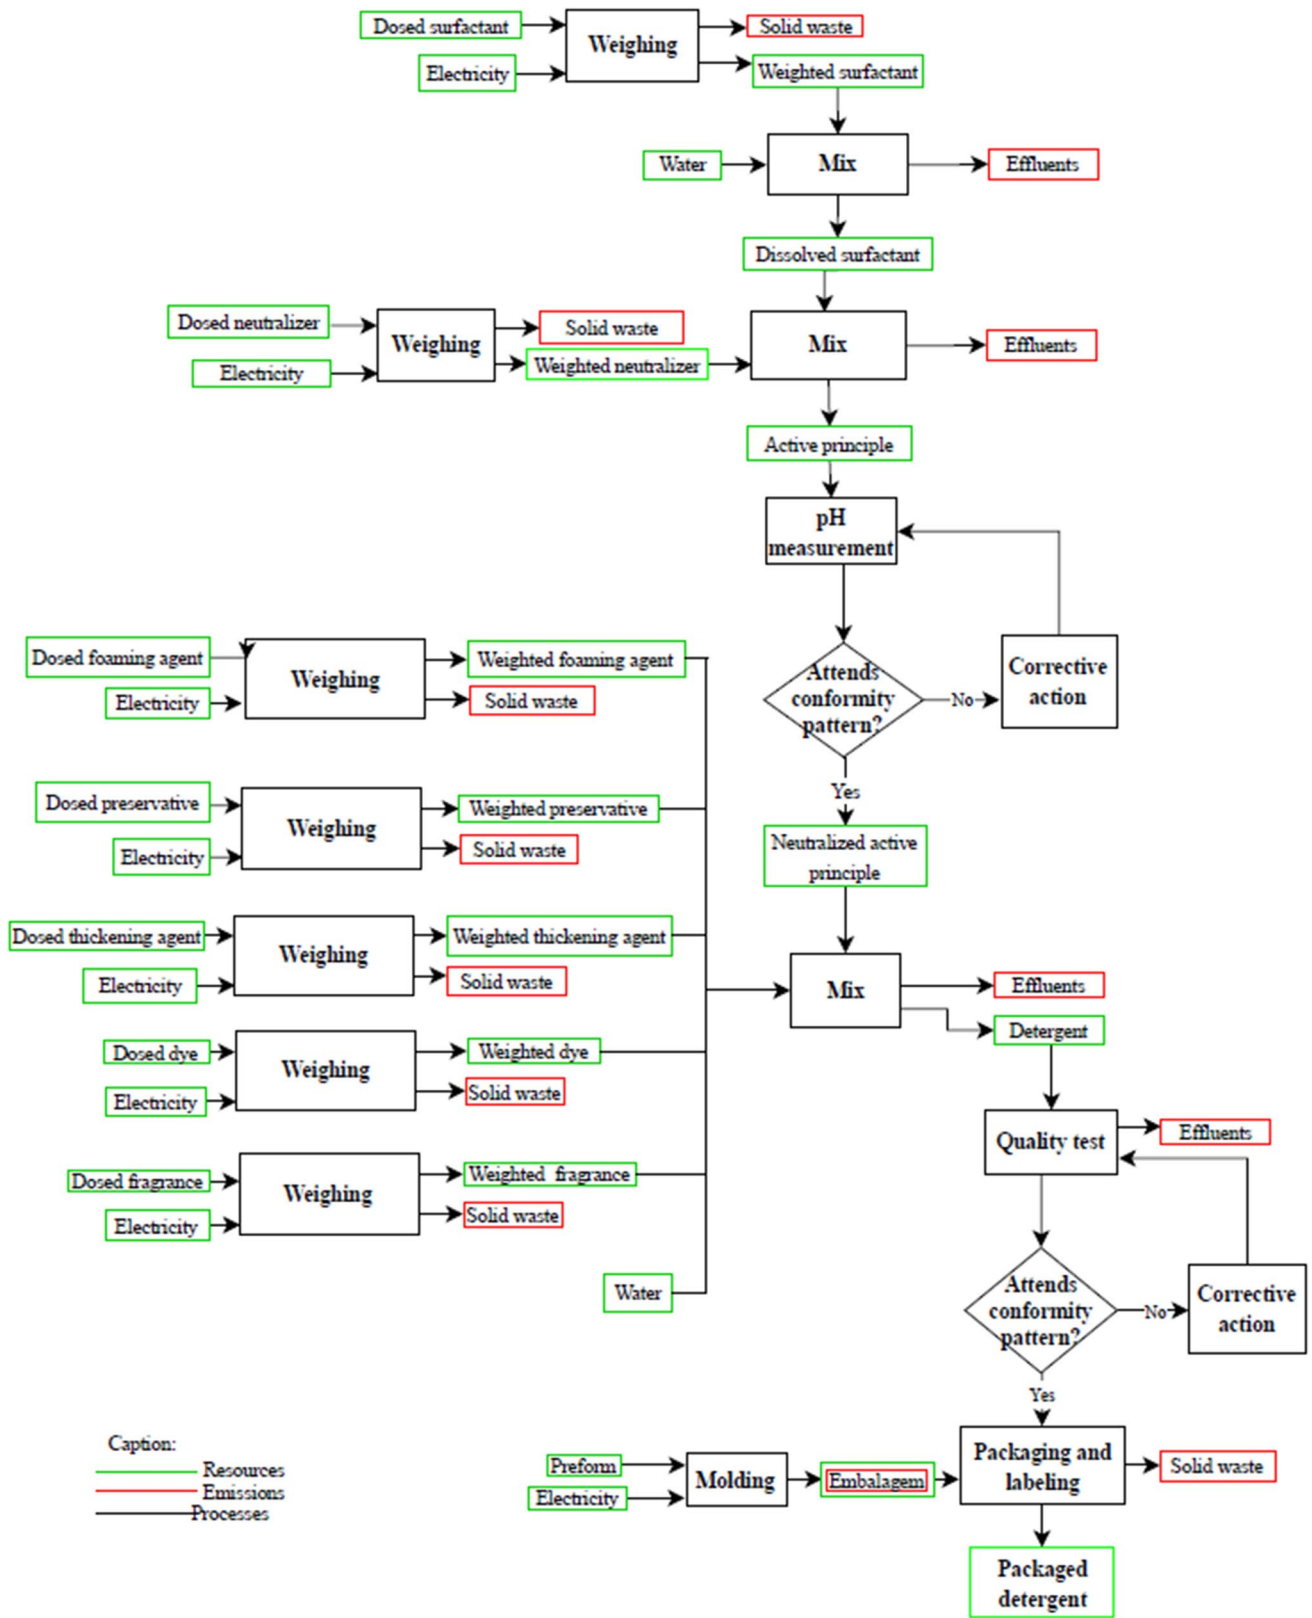 Dosed surfactant
Electricity
Weighing
Solid waste
Weighted surfactant
Water
Mix
Effluents
Dissolved surfactant
Dosed neutralizer
Electricity
Weighing
Solid waste
Weighted neutralizer
Mix
Effluents
Active principle
pH
measurement
Attends
conformity
pattern?
No
Corrective
action
Yes
Neutralized active
principle
Dosed foaming agent
Electricity
Weighing
Weighted foaming agent
Solid waste
Dosed preservative
Electricity
Weighing
Weighted preservative
Solid waste
Dosed thickening agent
Electricity
Weighing
Weighted thickening agent
Solid waste
Dosed dye
Electricity
Weighing
Weighted dye
Solid waste
Dosed fragrance
Electricity
Weighing
Weighted fragrance
Solid waste
Water
Mix
Effluents
Detergent
Quality test
Effluents
Attends
conformity
pattern?
No
Corrective
action
Yes
Preform
Electricity
Molding
Embalagem
Packaging and
labeling
Solid waste
Packaged
detergent
Caption:
Resources
Emissions
Processes